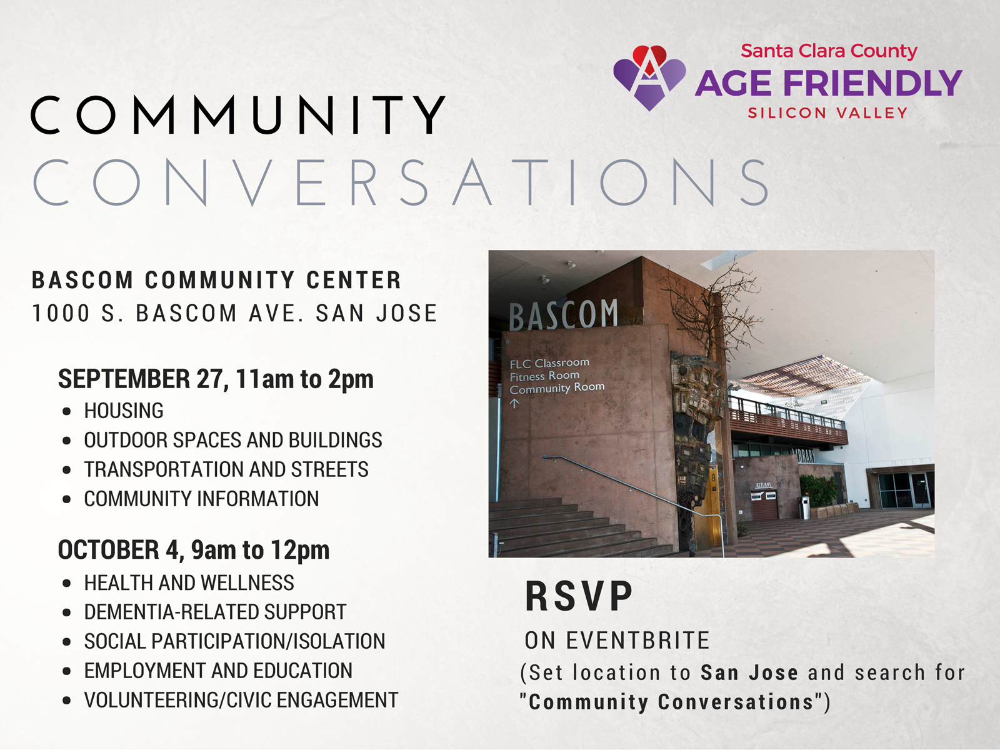 Santa Clara County
AGE FRIENDLY
SILICON VALLEY
COMMUNITY
CONVERSATIONS
BASCOM COMMUNITY CENTER
1000 S. BASCOM AVE. SAN JOSE
SEPTEMBER 27, 11am to 2pm
• HOUSING
• OUTDOOR SPACES AND BUILDINGS
• TRANSPORTATION AND STREETS
• COMMUNITY INFORMATION
OCTOBER 4, 9am to 12pm
• HEALTH AND WELLNESS
• DEMENTIA-RELATED SUPPORT
• SOCIAL PARTICIPATION/ISOLATION
• EMPLOYMENT AND EDUCATION
• VOLUNTEERING/CIVIC ENGAGEMENT
BASCOM
FLC Classroom
Fitness Room
Community Room
↑
LIBRARY
RETURNS
RSVP
ON EVENTBRITE
(Set location to San Jose and search for
"Community Conversations")